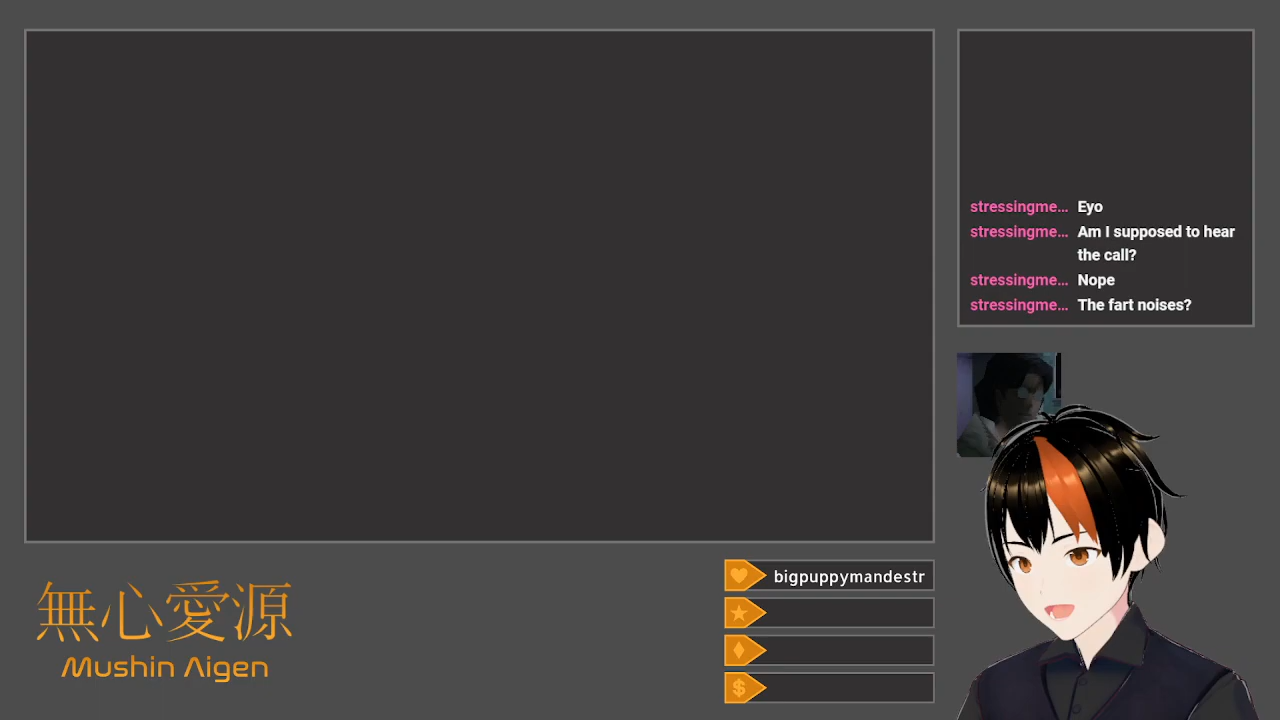 stressingme... Eyo
stressingme... Am I supposed to hear
the call?
stressingme... Nope
stressingme... The fart noises?
bigpuppymandestr
$
無心愛源
Mushin Aigen